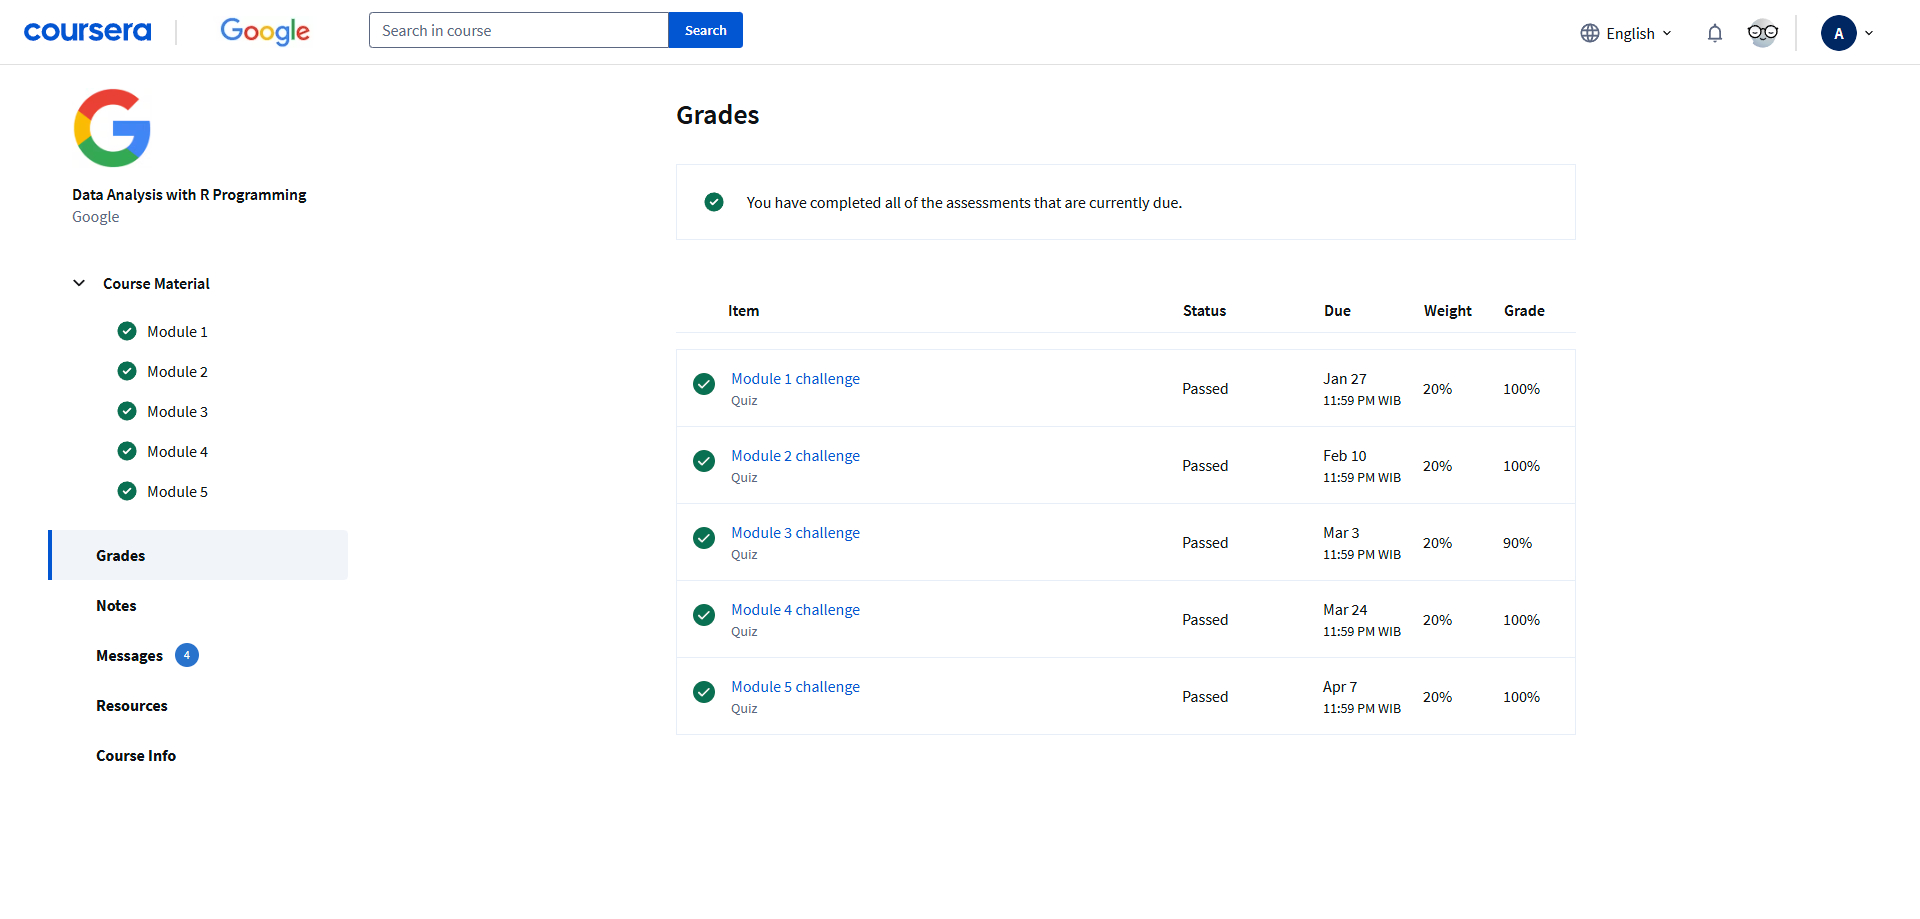 coursera
Google
Search in course
Search
English
A
Data Analysis with R Programming
Google
Course Material
Module 1
Module 2
Module 3
Module 4
Module 5
Grades
Notes
Messages 4
Resources
Course Info
Grades
You have completed all of the assessments that are currently due.
Item Status Due Weight Grade
Module 1 challenge
Quiz
Passed
Jan 27
11:59 PM WIB
20%
100%
Module 2 challenge
Quiz
Passed
Feb 10
11:59 PM WIB
20%
100%
Module 3 challenge
Quiz
Passed
Mar 3
11:59 PM WIB
20%
90%
Module 4 challenge
Quiz
Passed
Mar 24
11:59 PM WIB
20%
100%
Module 5 challenge
Quiz
Passed
Apr 7
11:59 PM WIB
20%
100%